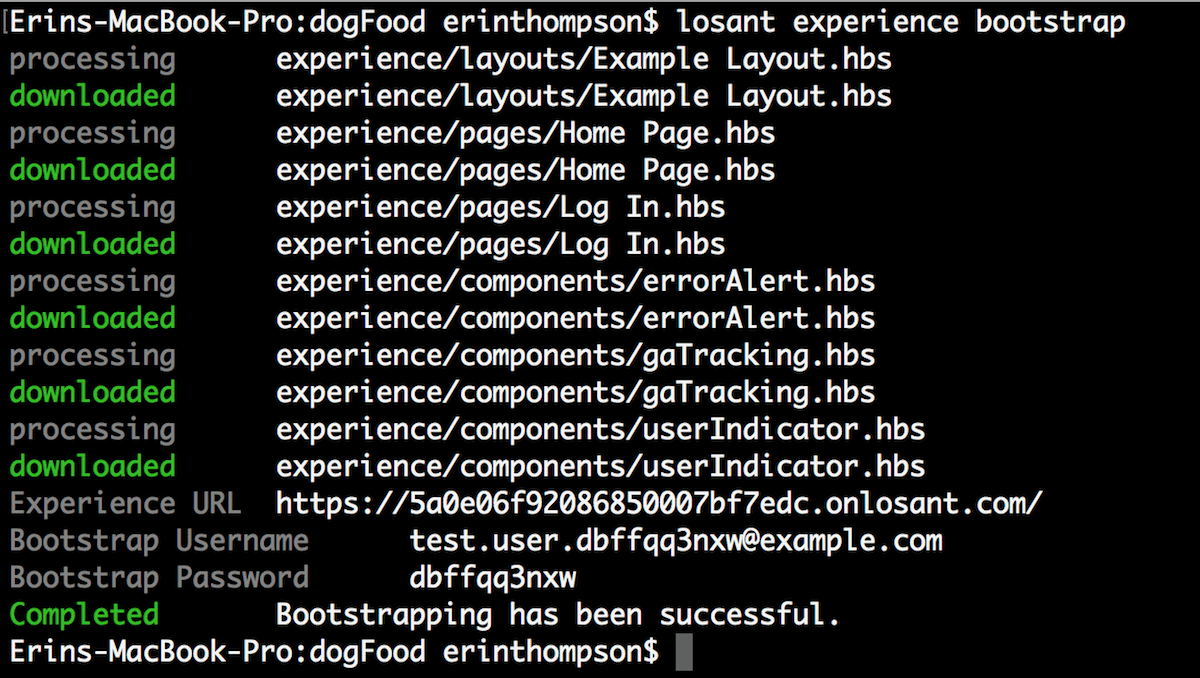 Erins-MacBook-Pro:dogFood erinthompson$ losant experience bootstrap
processing experience/layouts/Example Layout.hbs
downloaded experience/layouts/Example Layout.hbs
processing experience/pages/Home Page.hbs
downloaded experience/pages/Home Page.hbs
processing experience/pages/Log In.hbs
downloaded experience/pages/Log In.hbs
processing experience/components/errorAlert.hbs
downloaded experience/components/errorAlert.hbs
processing experience/components/gaTracking.hbs
downloaded experience/components/gaTracking.hbs
processing experience/components/userIndicator.hbs
downloaded experience/components/userIndicator.hbs
Experience URL https://5a0e06f92086850007bf7edc.onlosant.com/
Bootstrap Username test.user.dbffqq3nxw@example.com
Bootstrap Password dbffqq3nxw
Completed Bootstrapping has been successful.
Erins-MacBook-Pro:dogFood erinthompson$